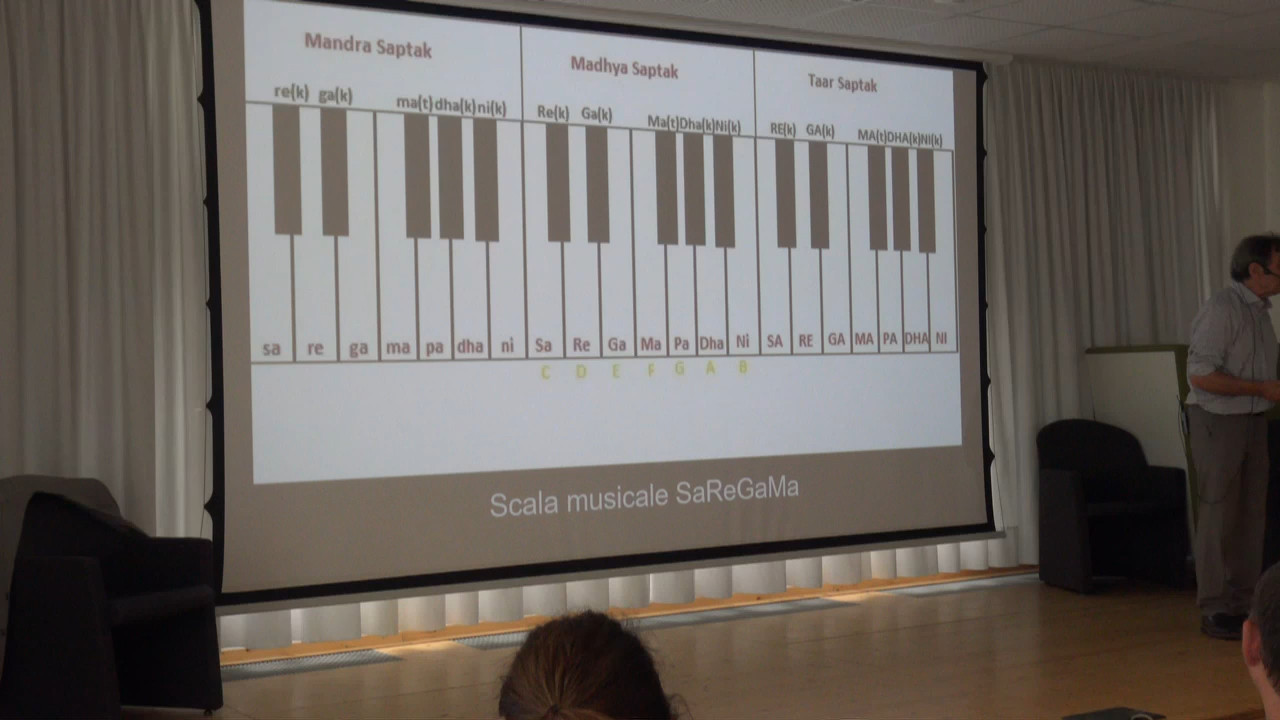 Mandra Saptak Madhya Saptak Taar Saptak
re(k) ga(k) ma(t) dha(k) ni(k) Re(k) Ga(k) Ma(t) Dha(k) Ni(k) RE(k) GA(k) MA(t) DHA(k) NI(k)
sa re ga ma pa dha ni Sa Re Ga Ma Pa Dha Ni SA RE GA MA PA DHA NI
C D E F G A B
Scala musicale SaReGaMa